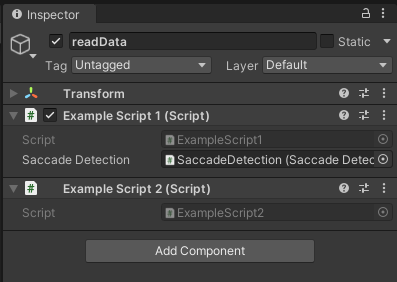 Inspector
readData
Static
Tag Untagged Layer Default
Transform
# Example Script 1 (Script)
Script # ExampleScript1
Saccade Detection # SaccadeDetection (Saccade Detec
# Example Script 2 (Script)
Script # ExampleScript2
Add Component